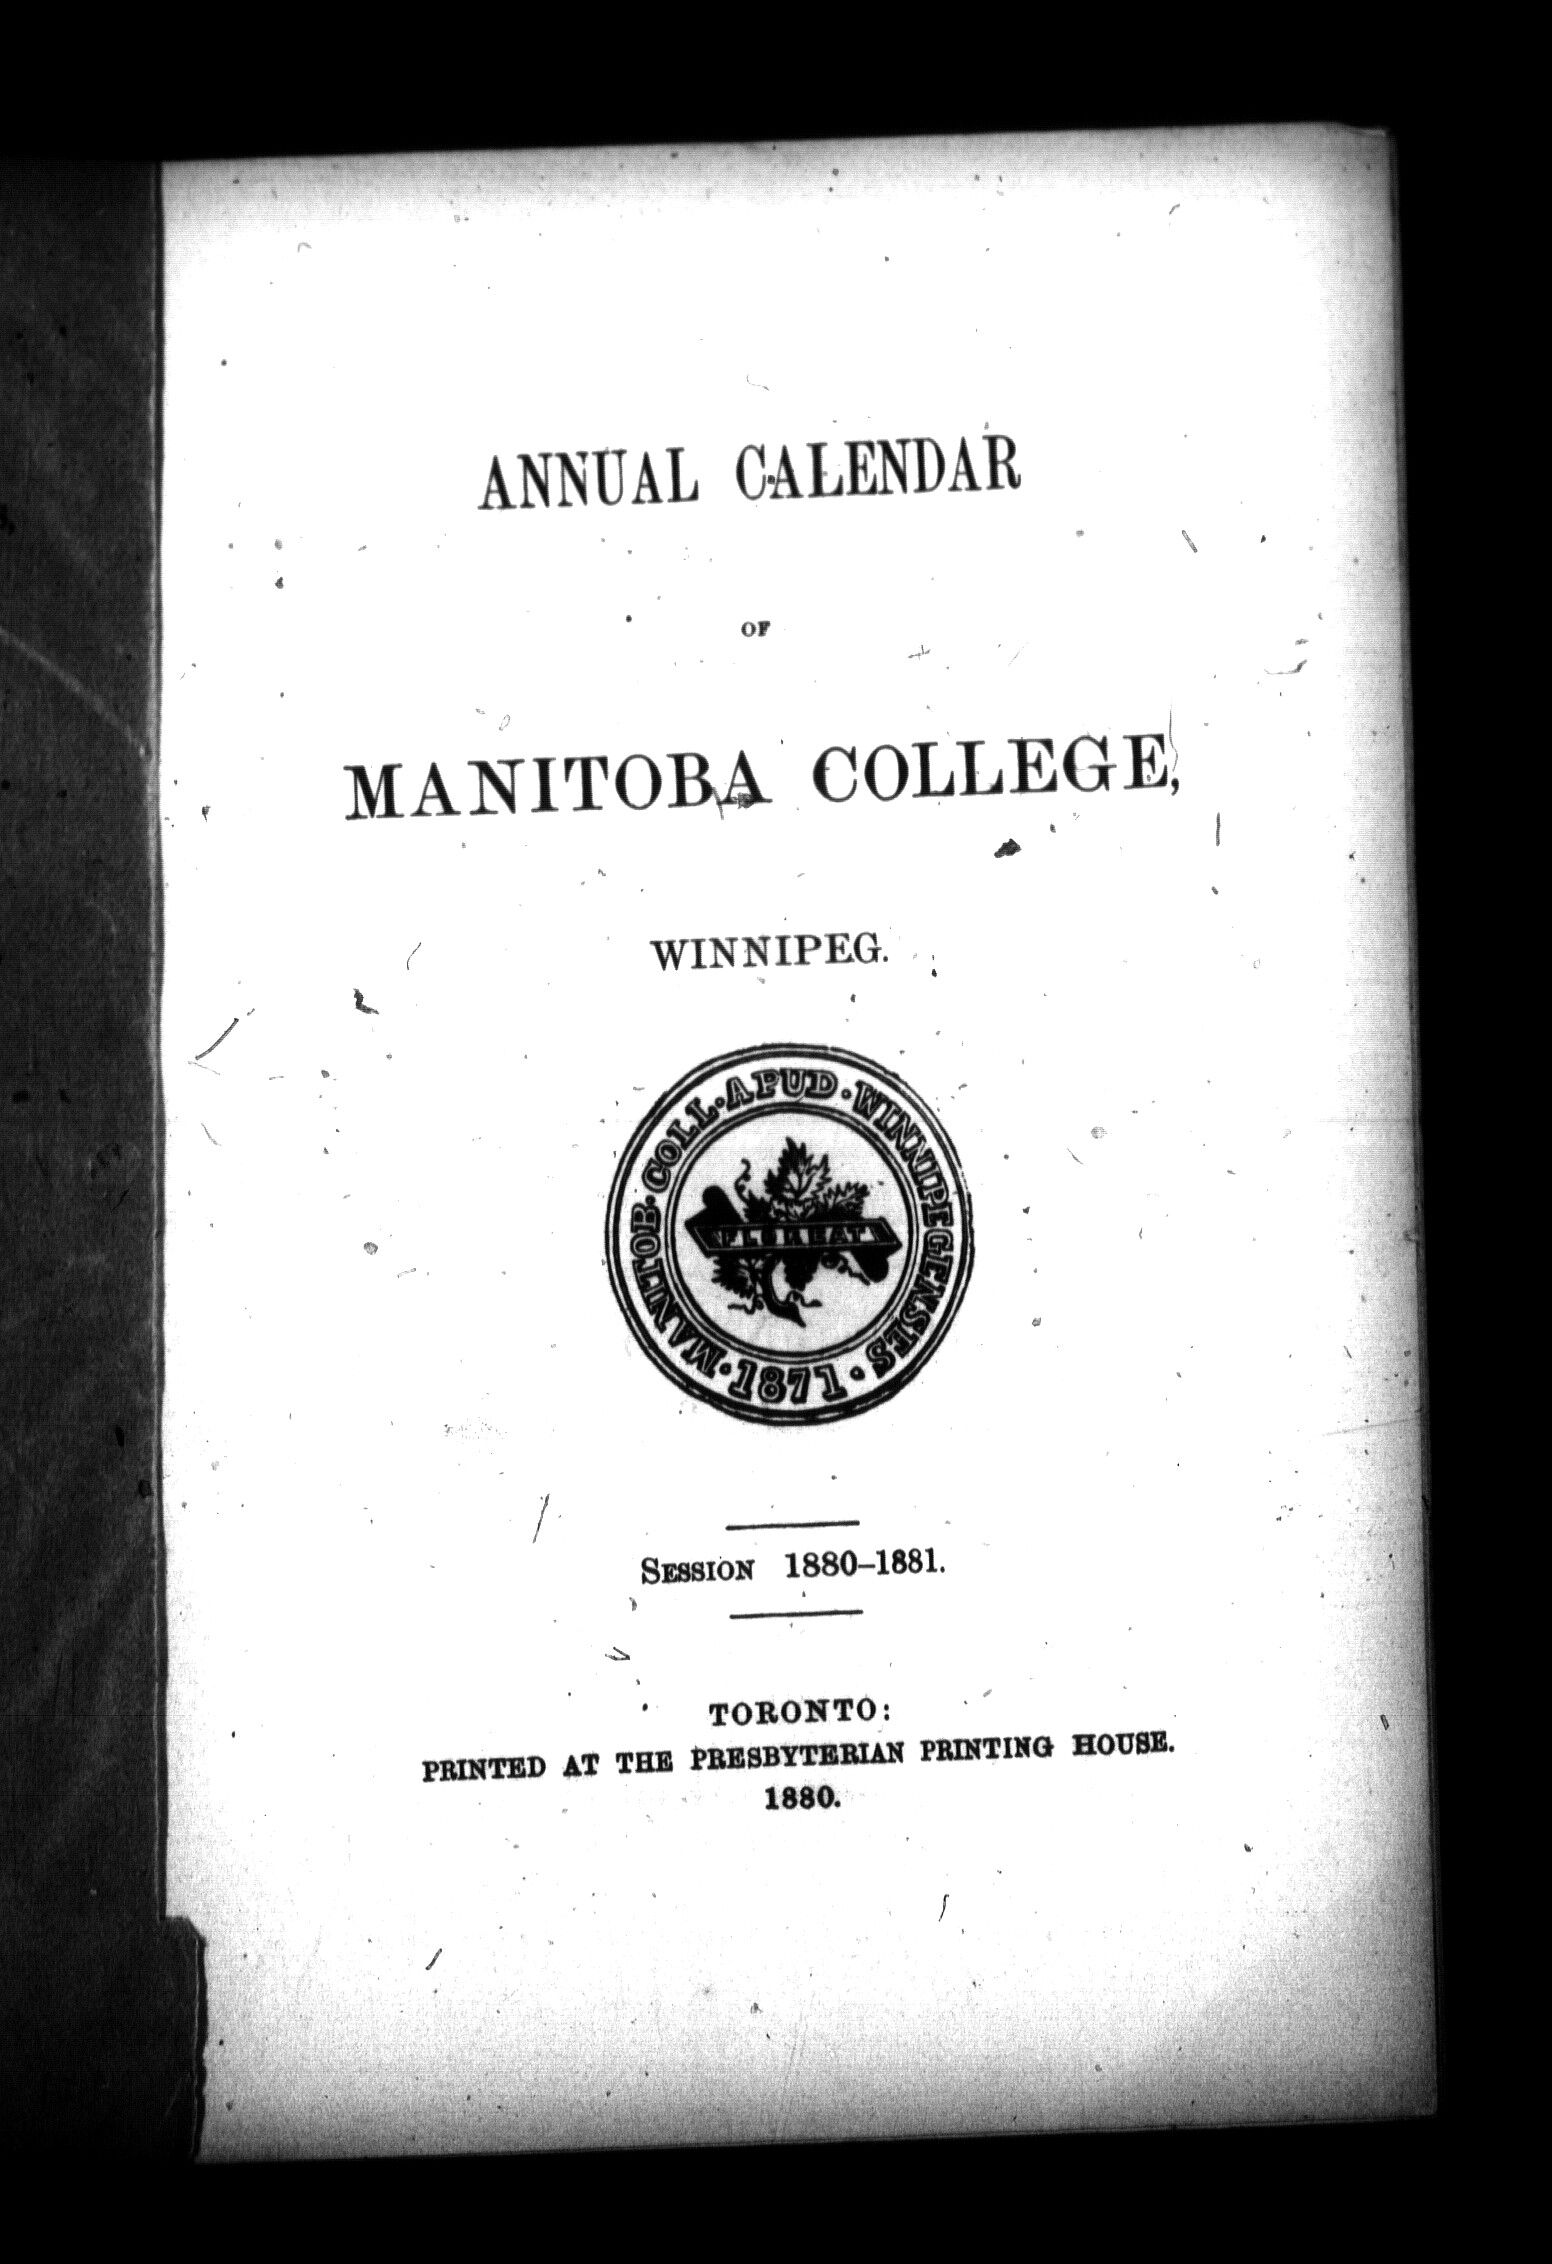 ANNUAL CALENDAR
OF
MANITOBA COLLEGE,
WINNIPEG.
MANITOB · COLL · APUD · WINNIPEGENSES ·
FLOREAT
1871
SESSION 1880–1881.
TORONTO:
PRINTED AT THE PRESBYTERIAN PRINTING HOUSE.
1880.